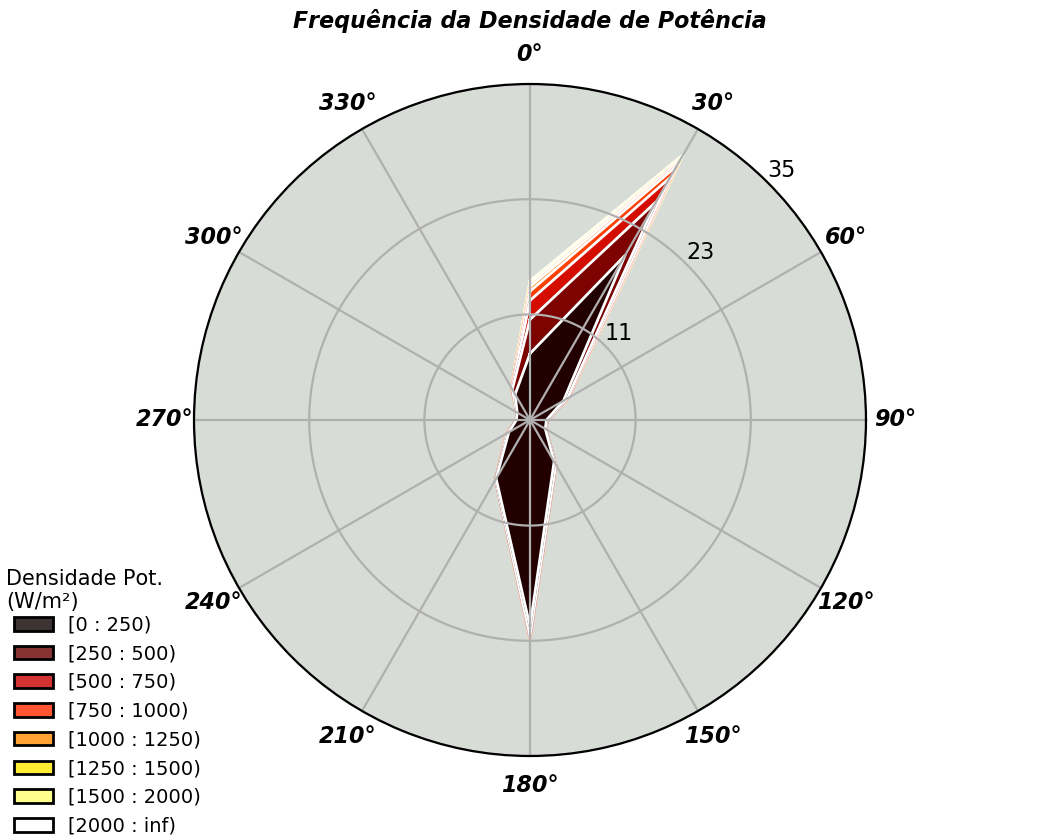 Frequência da Densidade de Potência
0°
330°
30°
35
300°
60°
23
11
270°
90°
240°
120°
210°
150°
180°
Densidade Pot.
(W/m²)
[0 : 250)
[250 : 500)
[500 : 750)
[750 : 1000)
[1000 : 1250)
[1250 : 1500)
[1500 : 2000)
[2000 : inf)